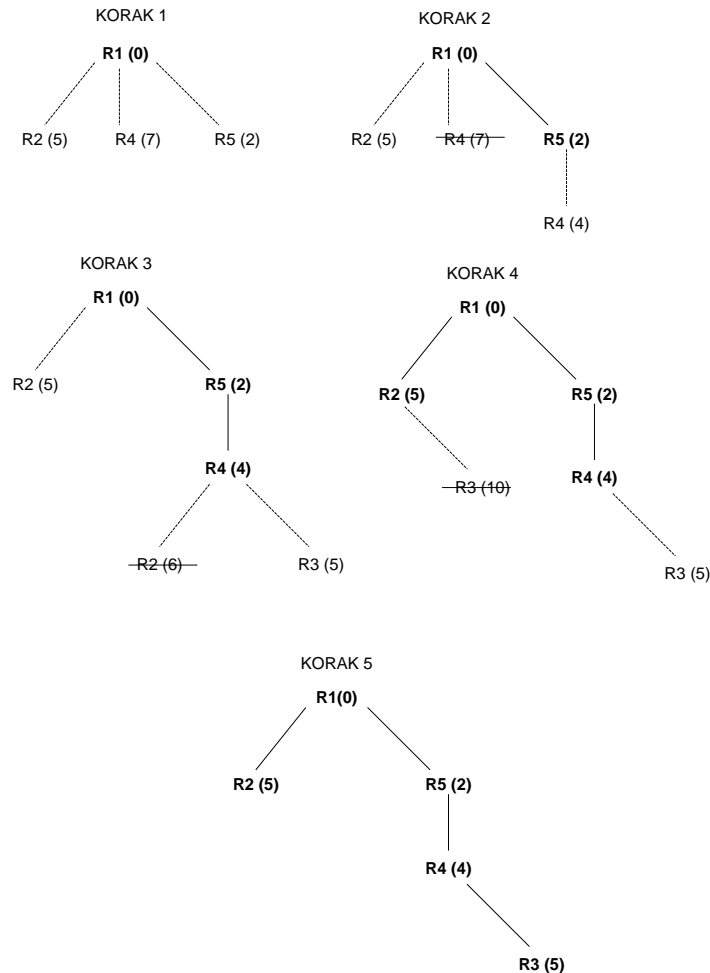 KORAK 1
R1 (0)
R2 (5) R4 (7) R5 (2)
KORAK 2
R1 (0)
R2 (5) R4 (7) R5 (2)
R4 (4)
KORAK 3
R1 (0)
R2 (5) R5 (2)
R4 (4)
R2 (6) R3 (5)
KORAK 4
R1 (0)
R2 (5) R5 (2)
R3 (10) R4 (4)
R3 (5)
KORAK 5
R1(0)
R2 (5) R5 (2)
R4 (4)
R3 (5)